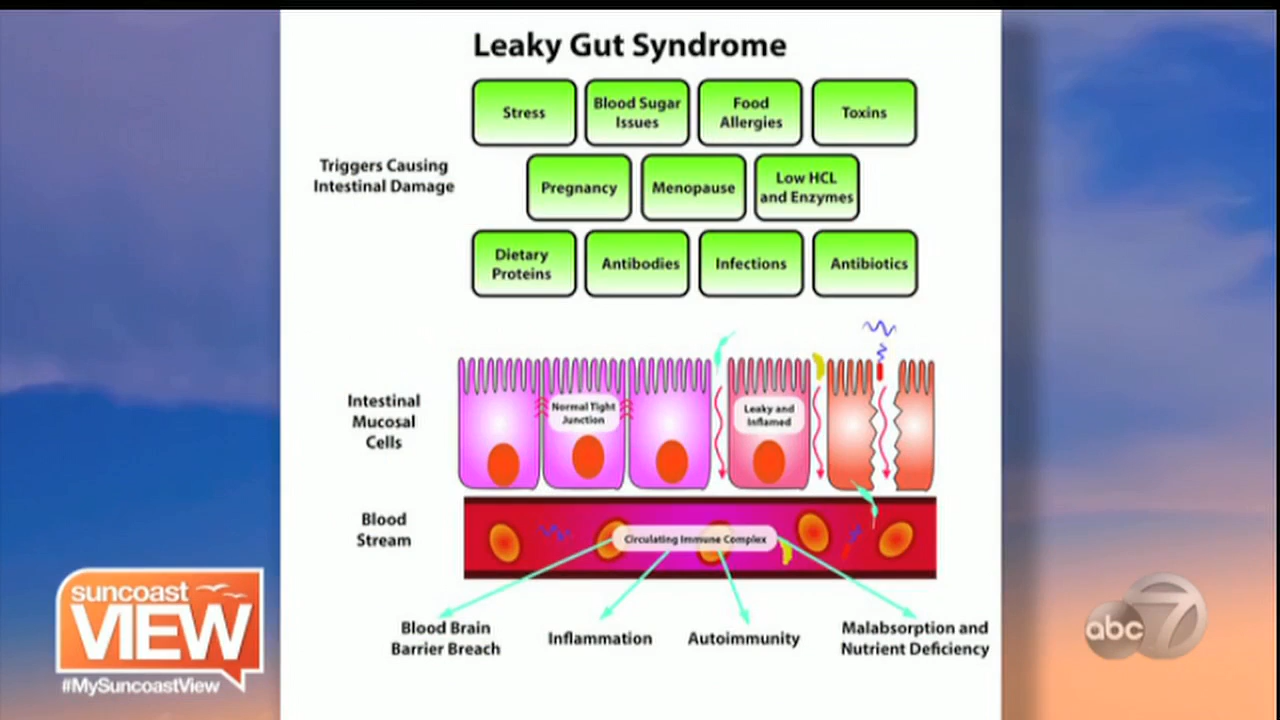 Leaky Gut Syndrome
Stress
Blood Sugar
Issues
Food
Allergies
Toxins
Triggers Causing
Intestinal Damage
Pregnancy
Menopause
Low HCL
and Enzymes
Dietary
Proteins
Antibodies
Infections
Antibiotics
Intestinal
Mucosal
Cells
Normal Tight
Junction
Leaky and
Inflamed
Blood
Stream
Circulating Immune Complex
Blood Brain
Barrier Breach
Inflammation
Autoimmunity
Malabsorption and
Nutrient Deficiency
suncoast
VIEW
#MySuncoastView
abc 7